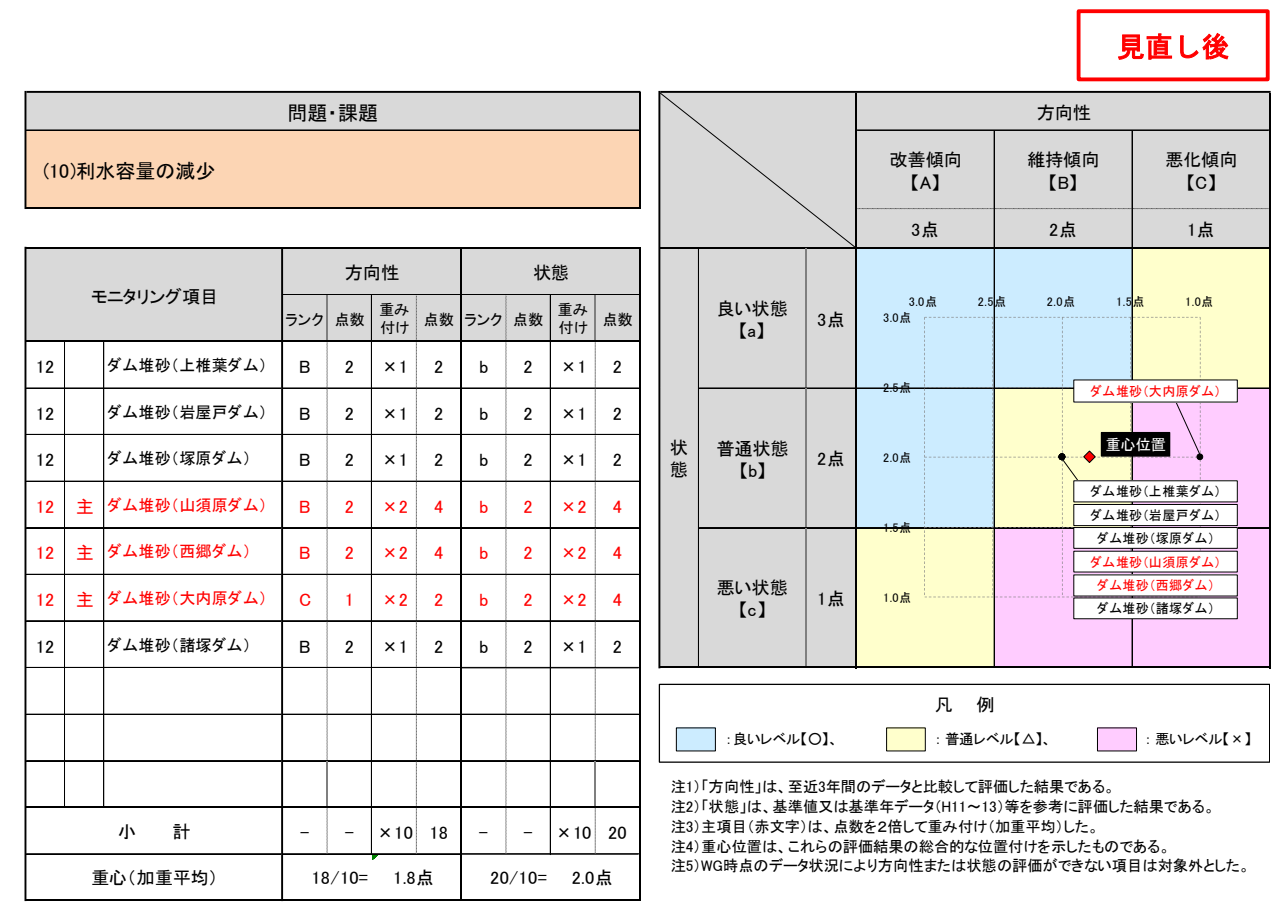 見直し後
問題・課題
(10)利水容量の減少
モニタリング項目 方向性 状態
ランク 点数 重み付け 点数 ランク 点数 重み付け 点数
12 ダム堆砂(上椎葉ダム) B 2 ×1 2 b 2 ×1 2
12 ダム堆砂(岩屋戸ダム) B 2 ×1 2 b 2 ×1 2
12 ダム堆砂(塚原ダム) B 2 ×1 2 b 2 ×1 2
12 主 ダム堆砂(山須原ダム) B 2 ×2 4 b 2 ×2 4
12 主 ダム堆砂(西郷ダム) B 2 ×2 4 b 2 ×2 4
12 主 ダム堆砂(大内原ダム) C 1 ×2 2 b 2 ×2 4
12 ダム堆砂(諸塚ダム) B 2 ×1 2 b 2 ×1 2
小 計 － － ×10 18 － － ×10 20
重心(加重平均) 18/10= 1.8点 20/10= 2.0点
方向性
改善傾向【A】 維持傾向【B】 悪化傾向【C】
3点 2点 1点
状態
良い状態【a】 3点
普通状態【b】 2点
悪い状態【c】 1点
3.0点 2.5点 2.0点 1.5点 1.0点
3.0点
2.5点
2.0点
1.5点
1.0点
ダム堆砂(大内原ダム)
重心位置
ダム堆砂(上椎葉ダム)
ダム堆砂(岩屋戸ダム)
ダム堆砂(塚原ダム)
ダム堆砂(山須原ダム)
ダム堆砂(西郷ダム)
ダム堆砂(諸塚ダム)
凡 例
：良いレベル【○】、 ：普通レベル【△】、 ：悪いレベル【×】
注1)「方向性」は、至近3年間のデータと比較して評価した結果である。
注2)「状態」は、基準値又は基準年データ(H11～13)等を参考に評価した結果である。
注3)主項目(赤文字)は、点数を２倍して重み付け(加重平均)した。
注4)重心位置は、これらの評価結果の総合的な位置付けを示したものである。
注5)WG時点のデータ状況により方向性または状態の評価ができない項目は対象外とした。